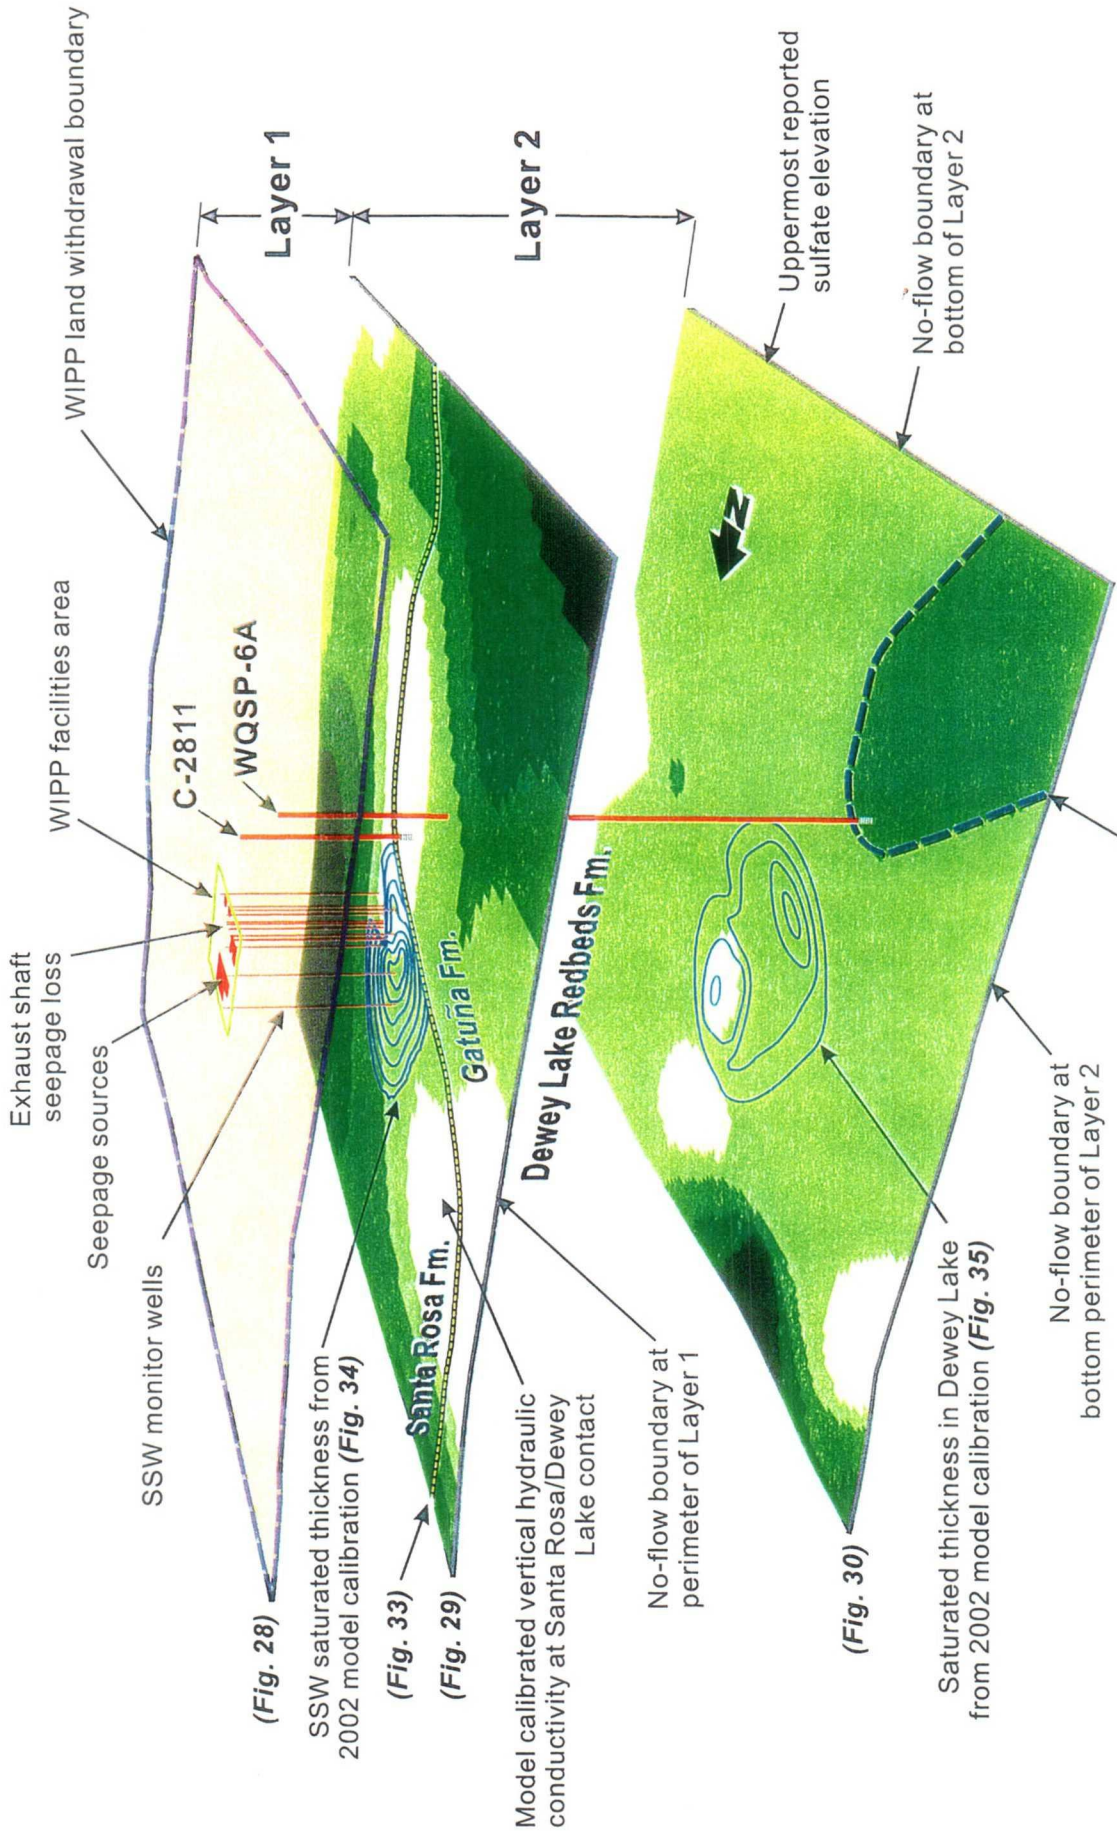 WIPP land withdrawal boundary
WIPP facilities area
C-2811
WQSP-6A
Exhaust shaft
seepage loss
Seepage sources
SSW monitor wells
Layer 1
Layer 2
(Fig. 28)
SSW saturated thickness from
2002 model calibration (Fig. 34)
(Fig. 33)
(Fig. 29)
Santa Rosa Fm.
Gatuña Fm.
Dewey Lake Redbeds Fm.
Model calibrated vertical hydraulic
conductivity at Santa Rosa/Dewey
Lake contact
No-flow boundary at
perimeter of Layer 1
Uppermost reported
sulfate elevation
No-flow boundary at
bottom of Layer 2
N
(Fig. 30)
Saturated thickness in Dewey Lake
from 2002 model calibration (Fig. 35)
No-flow boundary at
bottom perimeter of Layer 2